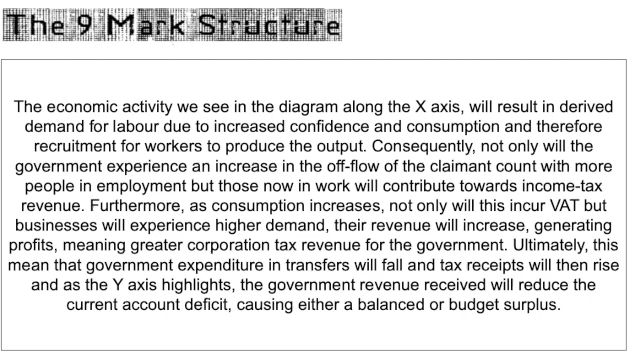 The 9 Mark Structure
The economic activity we see in the diagram along the X axis, will result in derived
demand for labour due to increased confidence and consumption and therefore
recruitment for workers to produce the output. Consequently, not only will the
government experience an increase in the off-flow of the claimant count with more
people in employment but those now in work will contribute towards income-tax
revenue. Furthermore, as consumption increases, not only will this incur VAT but
businesses will experience higher demand, their revenue will increase, generating
profits, meaning greater corporation tax revenue for the government. Ultimately, this
mean that government expenditure in transfers will fall and tax receipts will then rise
and as the Y axis highlights, the government revenue received will reduce the
current account deficit, causing either a balanced or budget surplus.